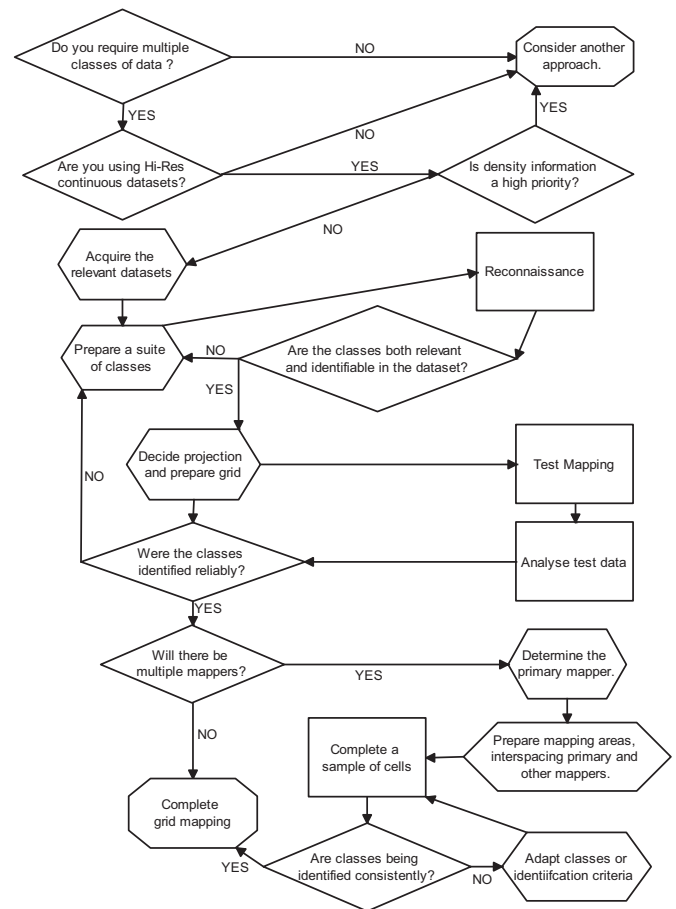 Do you require multiple
classes of data ?
NO
Consider another
approach.
YES
YES
NO
Are you using Hi-Res
continuous datasets?
YES
Is density information
a high priority?
NO
Acquire the
relevant datasets
Reconnaissance
Prepare a suite
of classes
NO
Are the classes both relevant
and identifiable in the dataset?
YES
Decide projection
and prepare grid
Test Mapping
NO
Were the classes
identified reliably?
Analyse test data
YES
Will there be
multiple mappers?
YES
Determine the
primary mapper.
NO
Prepare mapping areas,
interspacing primary and
other mappers.
Complete a
sample of cells
Complete
grid mapping
Are classes being
identified consistently?
YES
NO
Adapt classes or
identiifcation criteria